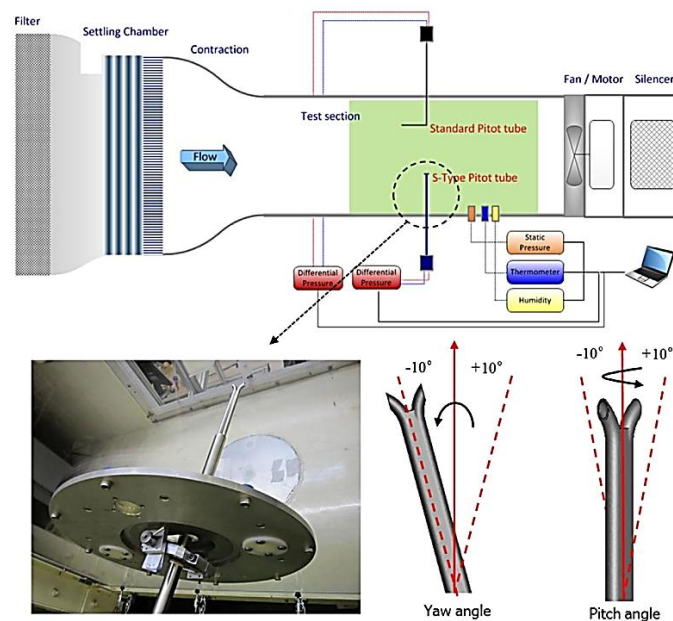 Filter
Settling Chamber
Contraction
Fan / Motor
Silencer
Test section
Standard Pitot tube
Flow
S-Type Pitot tube
Static
Pressure
Differential
Pressure
Differential
Pressure
Thermometer
Humidity
-10°
+10°
-10°
+10°
Yaw angle
Pitch angle